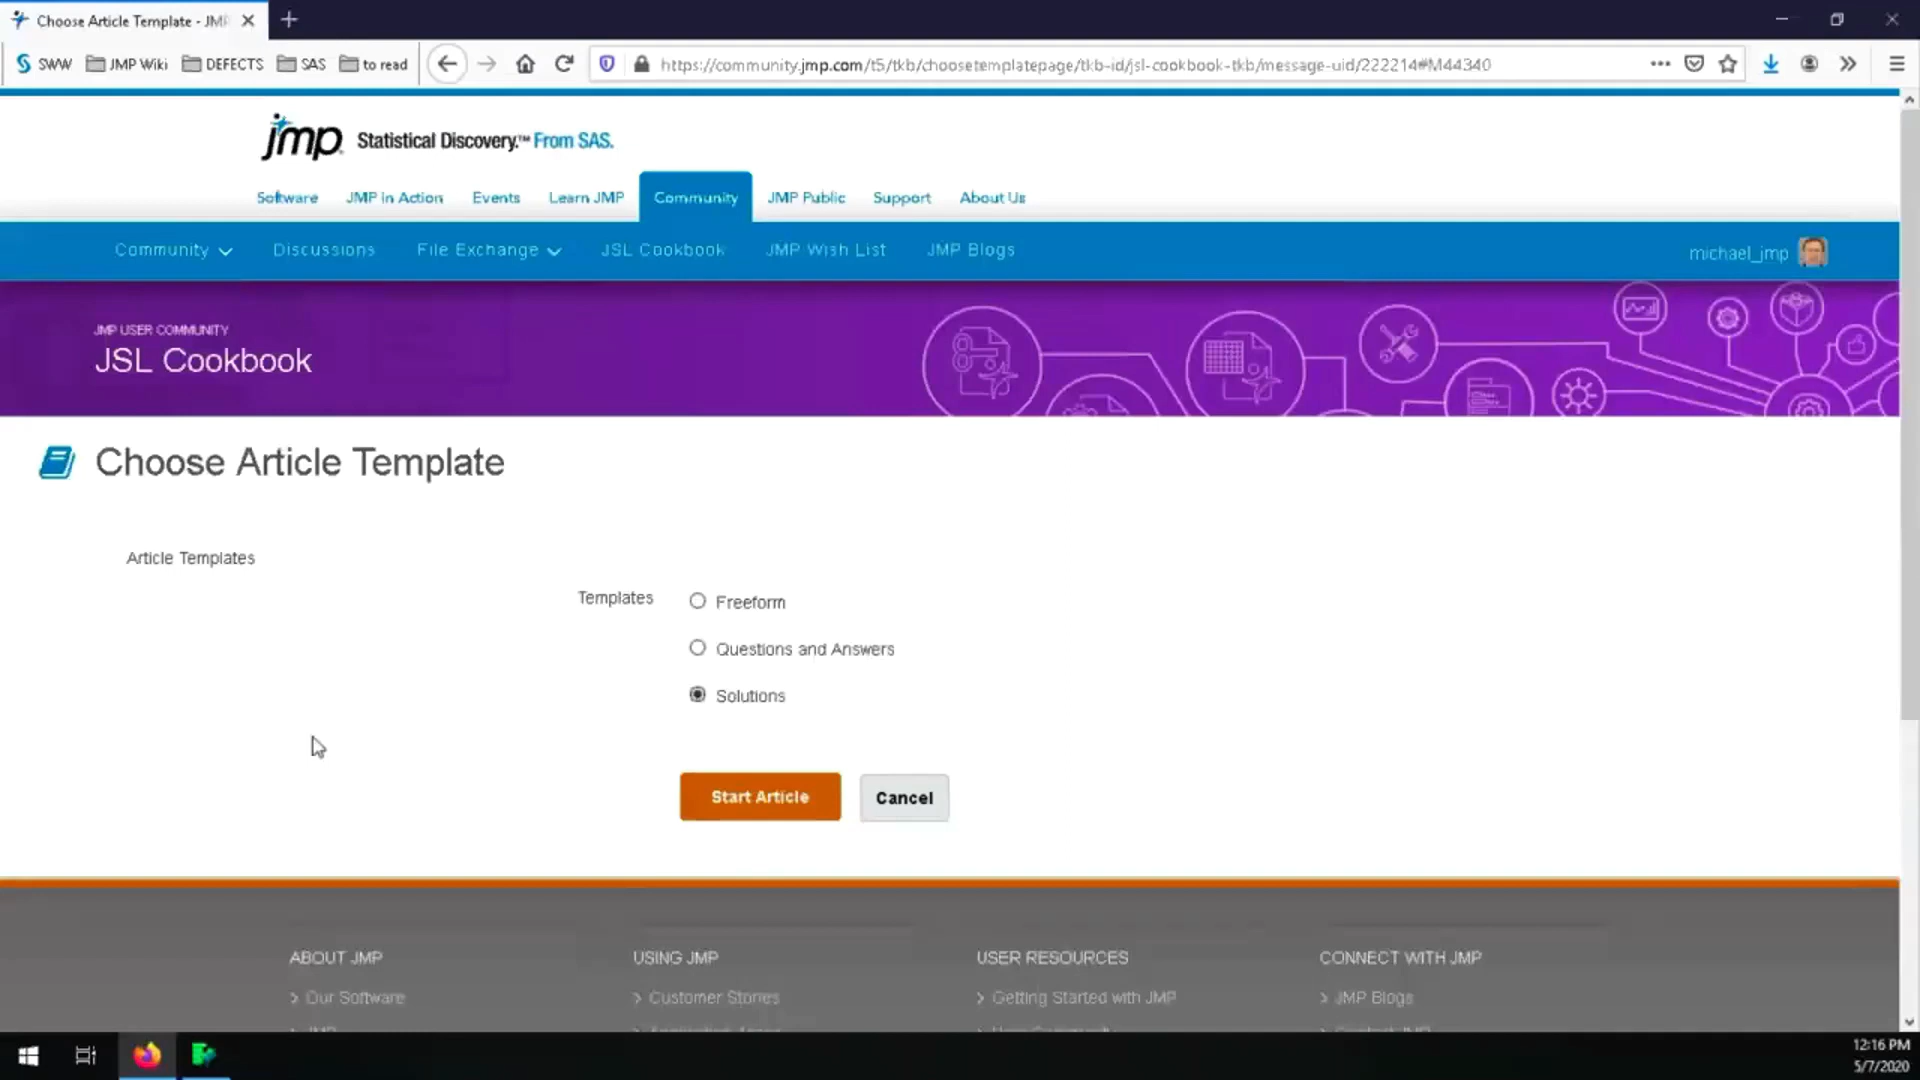 Choose Article Template - JMP
SWW JMP Wiki DEFECTS SAS to read
https://community.jmp.com/t5/tkb/choosetemplatepage/tkb-id/jsl-cookbook-tkb/message-uid/222214#M44340
jmp Statistical Discovery.™ From SAS.
Software JMP in Action Events Learn JMP Community JMP Public Support About Us
Community Discussions File Exchange JSL Cookbook JMP Wish List JMP Blogs michael_jmp
JMP USER COMMUNITY
JSL Cookbook
Choose Article Template
Article Templates
Templates Freeform
Questions and Answers
Solutions
Start Article Cancel
ABOUT JMP USING JMP USER RESOURCES CONNECT WITH JMP
Our Software Customer Stories Getting Started with JMP JMP Blogs
12:16 PM
5/7/2020